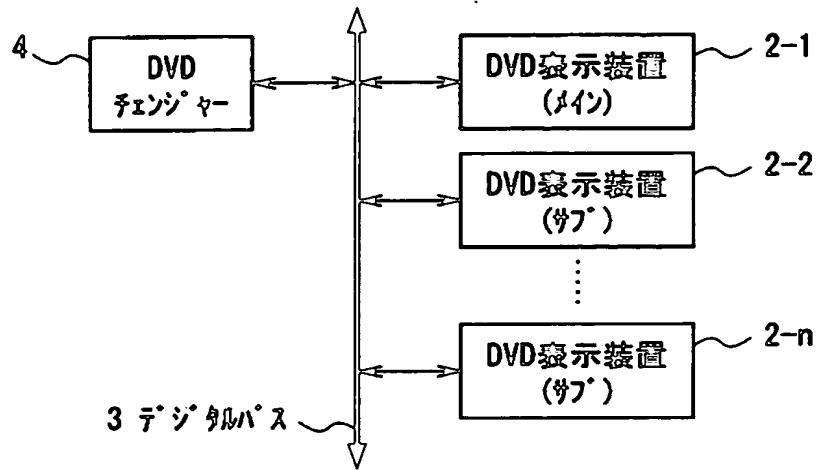 4
DVD
チェンジャー
DVD表示装置
(メイン)
2-1
DVD表示装置
(サブ)
2-2
DVD表示装置
(サブ)
2-n
3 デジタルバス